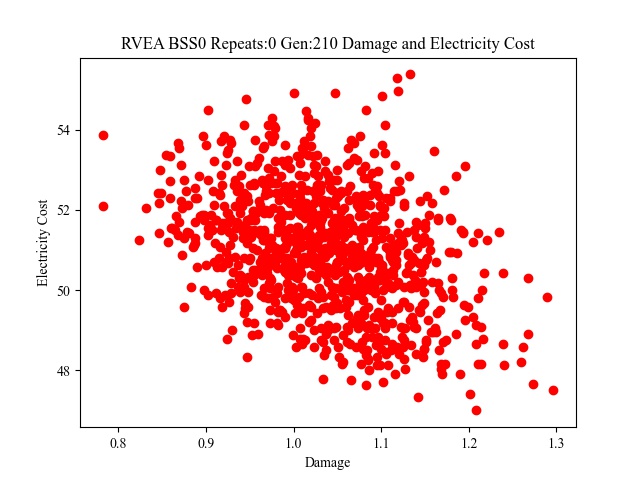 RVEA BSS0 Repeats:0 Gen:210 Damage and Electricity Cost
54
52
50
48
Electricity Cost
0.8 0.9 1.0 1.1 1.2 1.3
Damage